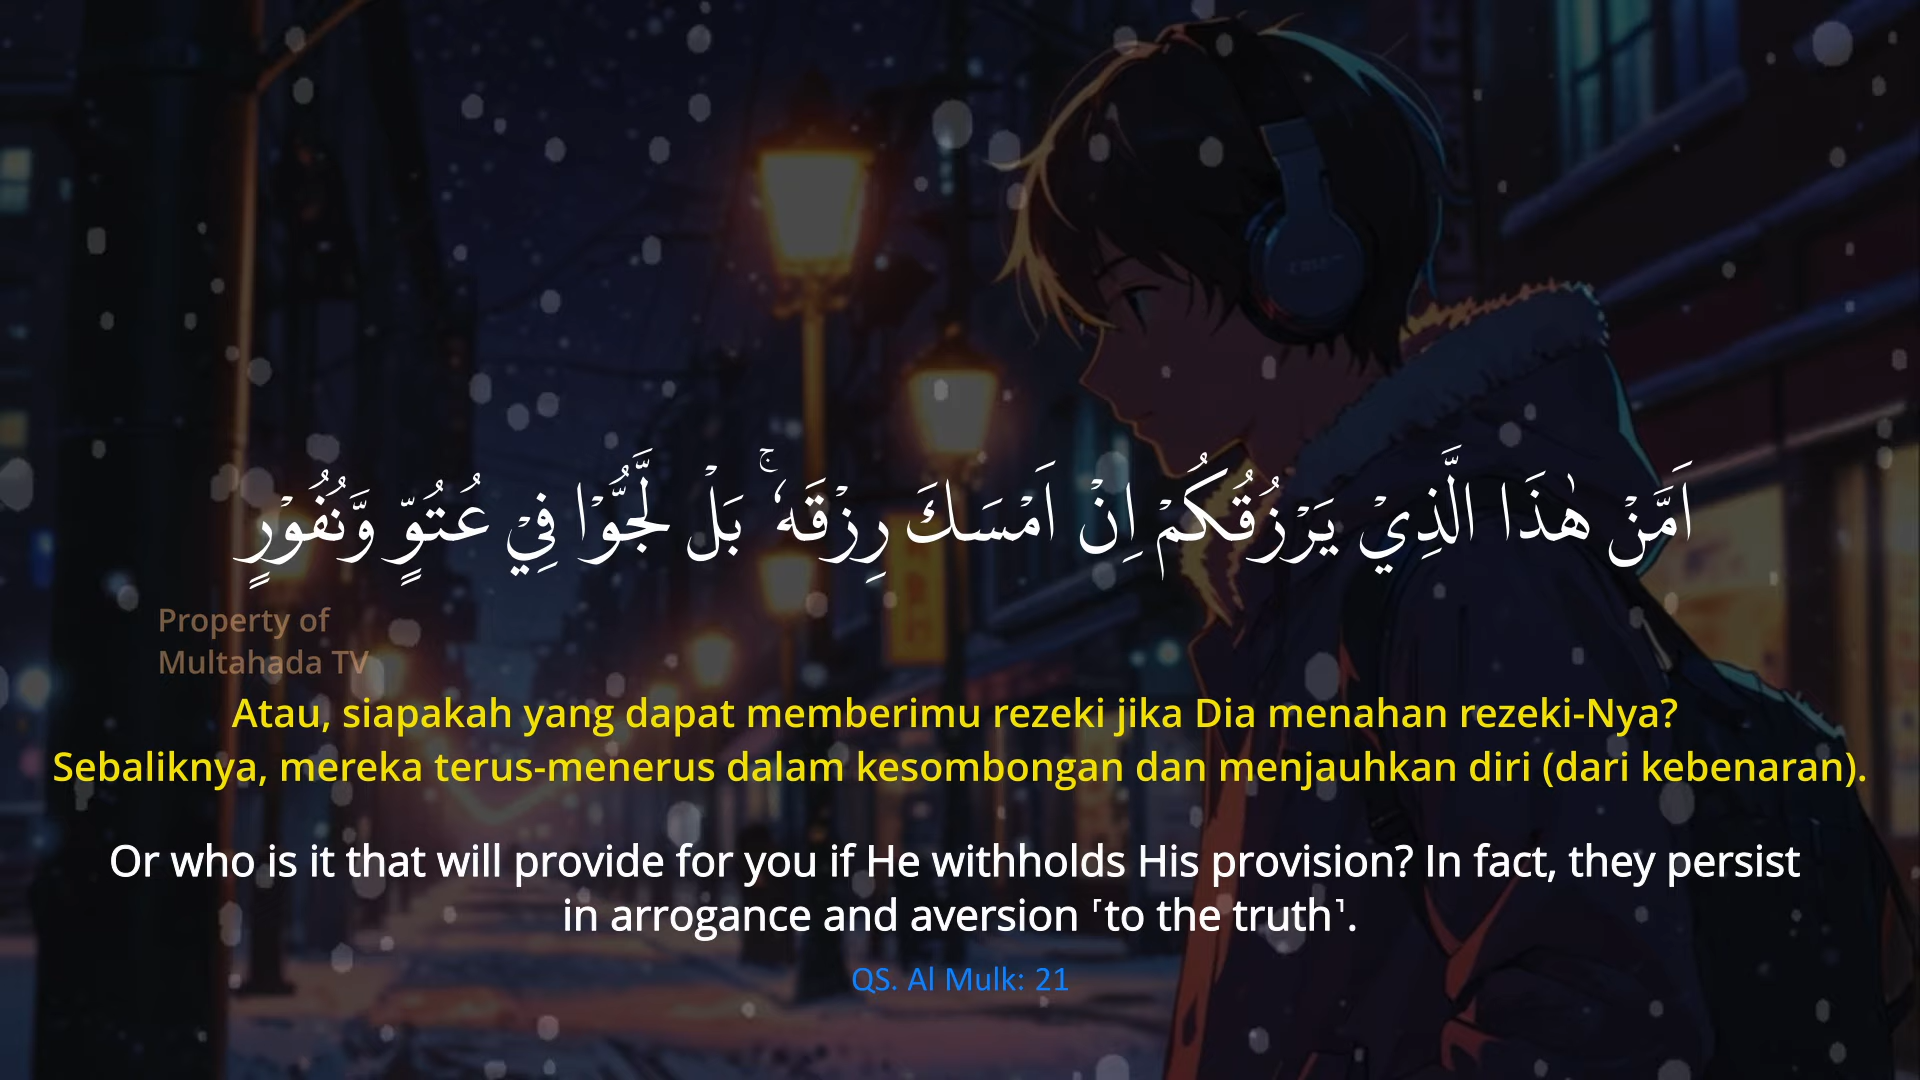 اَمَّنْ هٰذَا الَّذِيْ يَرْزُقُكُمْ اِنْ اَمْسَكَ رِزْقَهٗ ۚ بَلْ لَّجُّوْا فِيْ عُتُوٍّ وَّنُفُوْرٍ
Property of
Multahada TV
Atau, siapakah yang dapat memberimu rezeki jika Dia menahan rezeki-Nya?
Sebaliknya, mereka terus-menerus dalam kesombongan dan menjauhkan diri (dari kebenaran).
Or who is it that will provide for you if He withholds His provision? In fact, they persist
in arrogance and aversion ˹to the truth˺.
QS. Al Mulk: 21